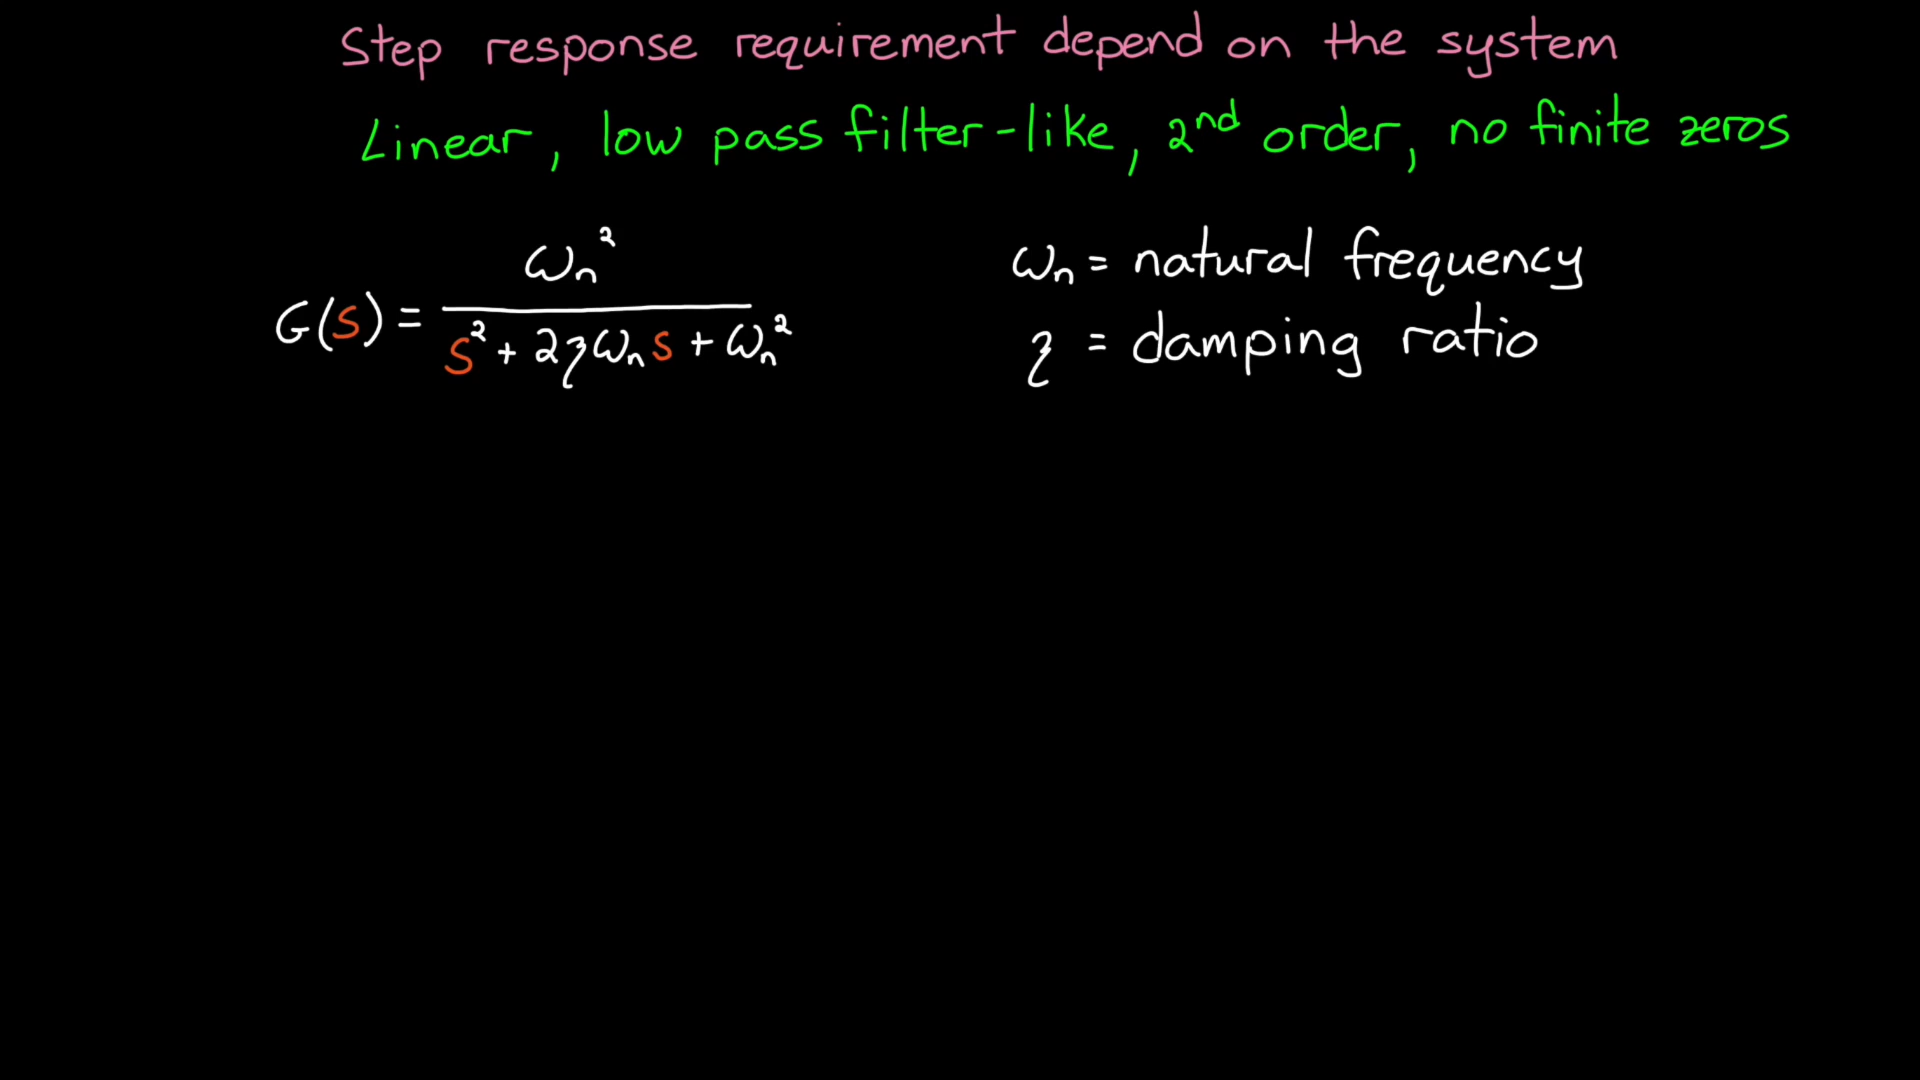 Step response requirement depend on the system
Linear, low pass filter-like, 2nd order, no finite zeros
G(s) = ωn² / (s² + 2ζωns + ωn²)
ωn = natural frequency
ζ = damping ratio